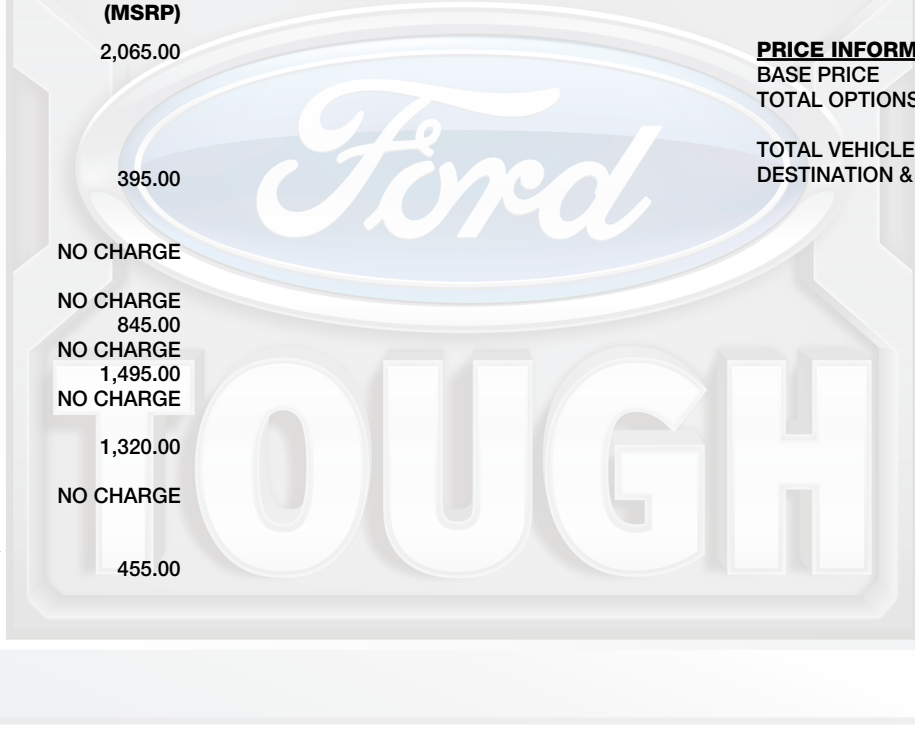 (MSRP)
2,065.00
395.00
NO CHARGE
NO CHARGE
845.00
NO CHARGE
1,495.00
NO CHARGE
1,320.00
NO CHARGE
455.00
PRICE INFORM
BASE PRICE
TOTAL OPTIONS
TOTAL VEHICLE
DESTINATION &
Ford
TOUGH